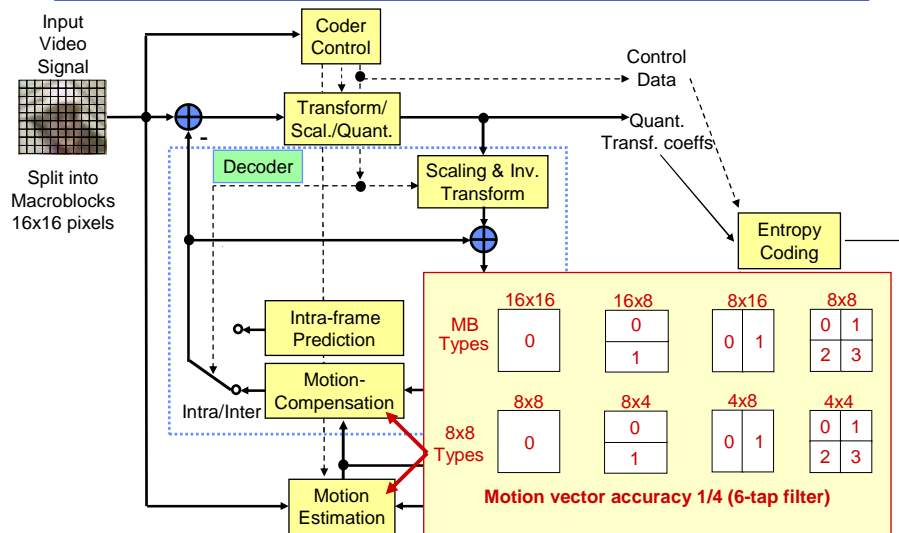 Input
Video
Signal
Coder
Control
Control
Data
Transform/
Scal./Quant.
Quant.
Transf. coeffs
-
Decoder
Scaling & Inv.
Transform
Split into
Macroblocks
16x16 pixels
Entropy
Coding
Intra-frame
Prediction
Motion-
Compensation
Intra/Inter
Motion
Estimation
MB
Types
16x16
0
16x8
0
1
8x16
0 1
8x8
0 1
2 3
8x8
Types
8x8
0
8x4
0
1
4x8
0 1
4x4
0 1
2 3
Motion vector accuracy 1/4 (6-tap filter)